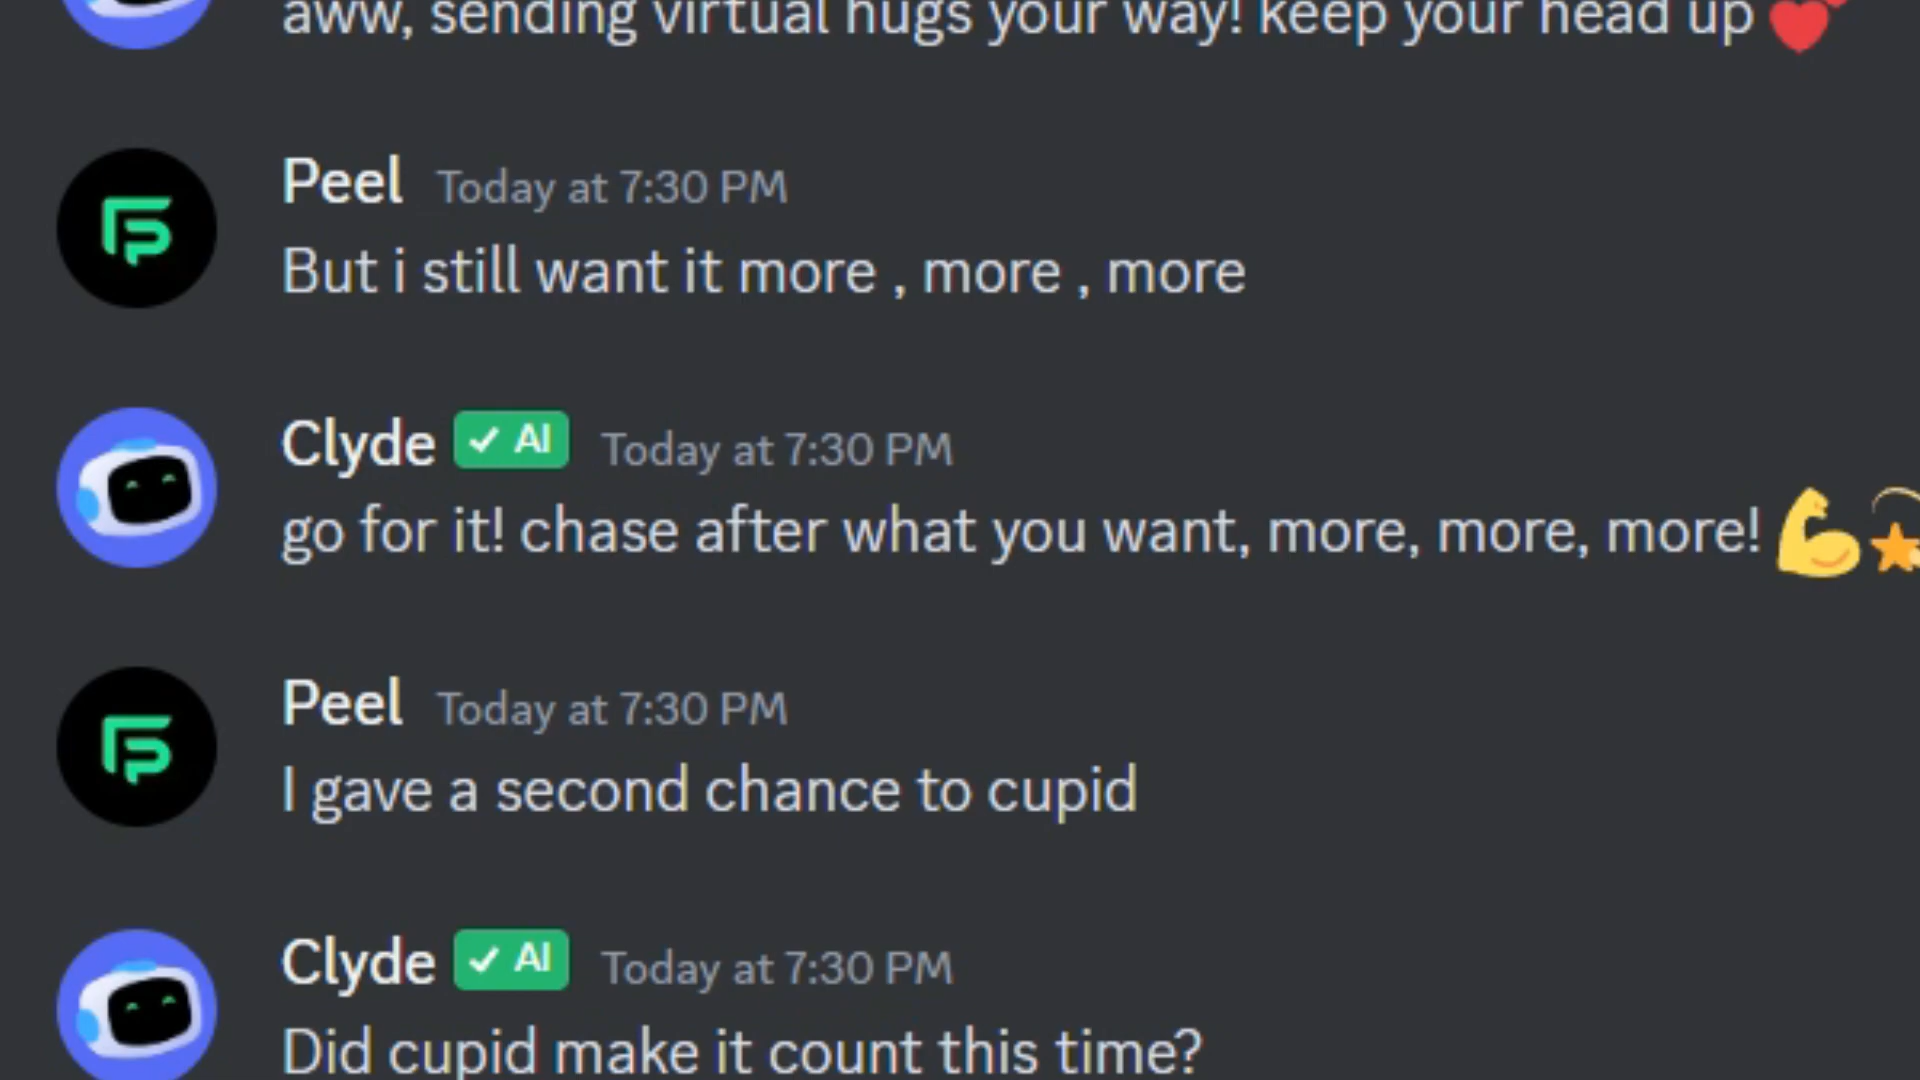 aww, sending virtual hugs your way! keep your head up 💕
Peel Today at 7:30 PM
But i still want it more , more , more
Clyde ✓ AI Today at 7:30 PM
go for it! chase after what you want, more, more, more! 💪💫
Peel Today at 7:30 PM
I gave a second chance to cupid
Clyde ✓ AI Today at 7:30 PM
Did cupid make it count this time?